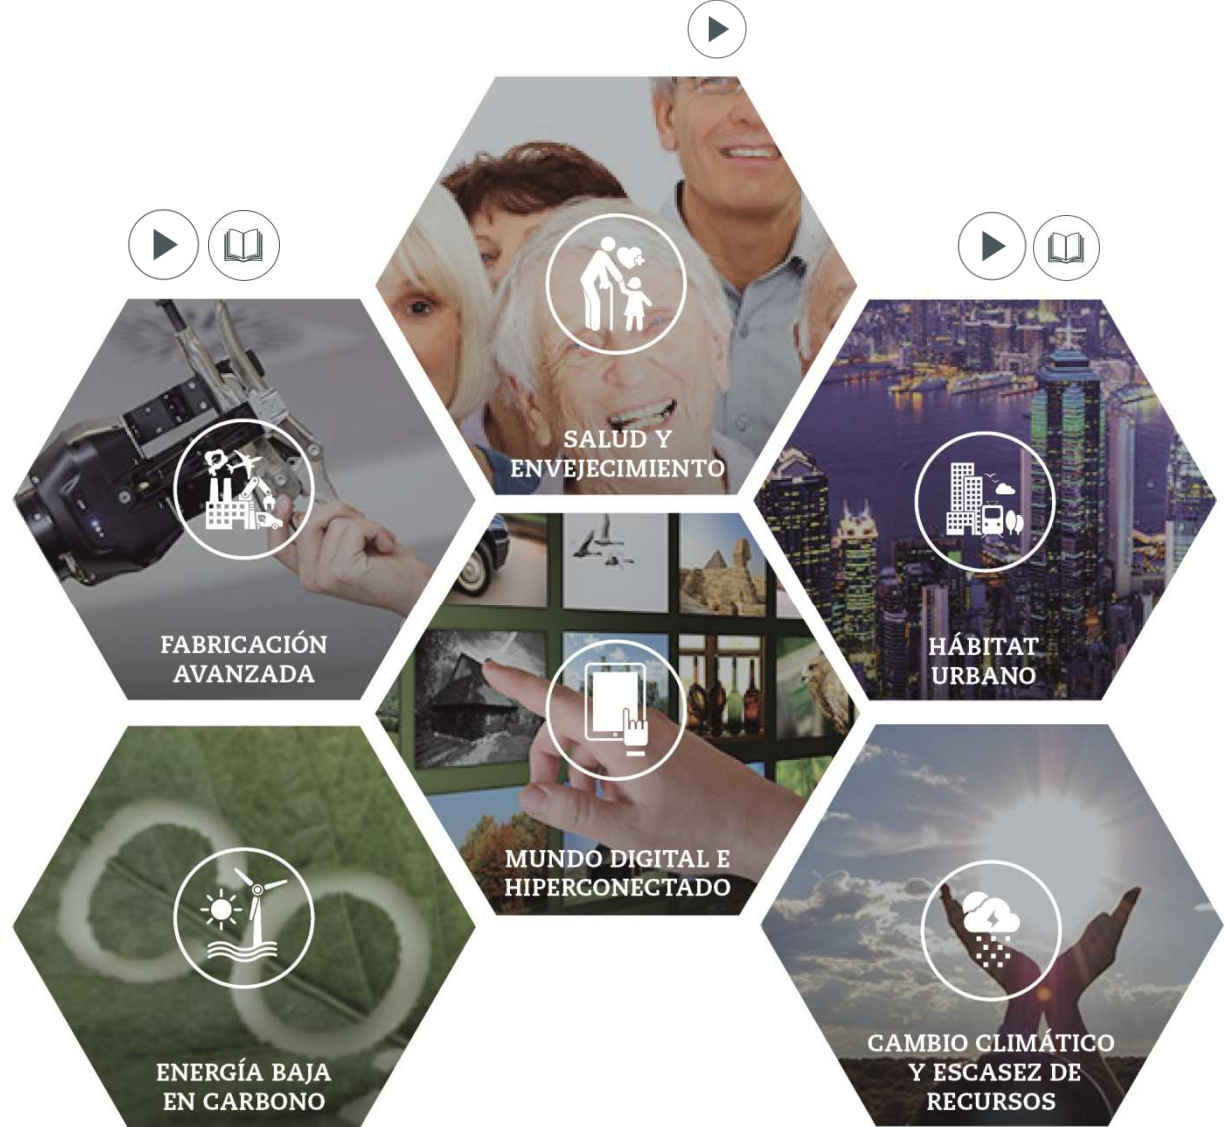 SALUD Y
ENVEJECIMIENTO
FABRICACIÓN
AVANZADA
HÁBITAT
URBANO
MUNDO DIGITAL E
HIPERCONECTADO
ENERGÍA BAJA
EN CARBONO
CAMBIO CLIMÁTICO
Y ESCASEZ DE
RECURSOS